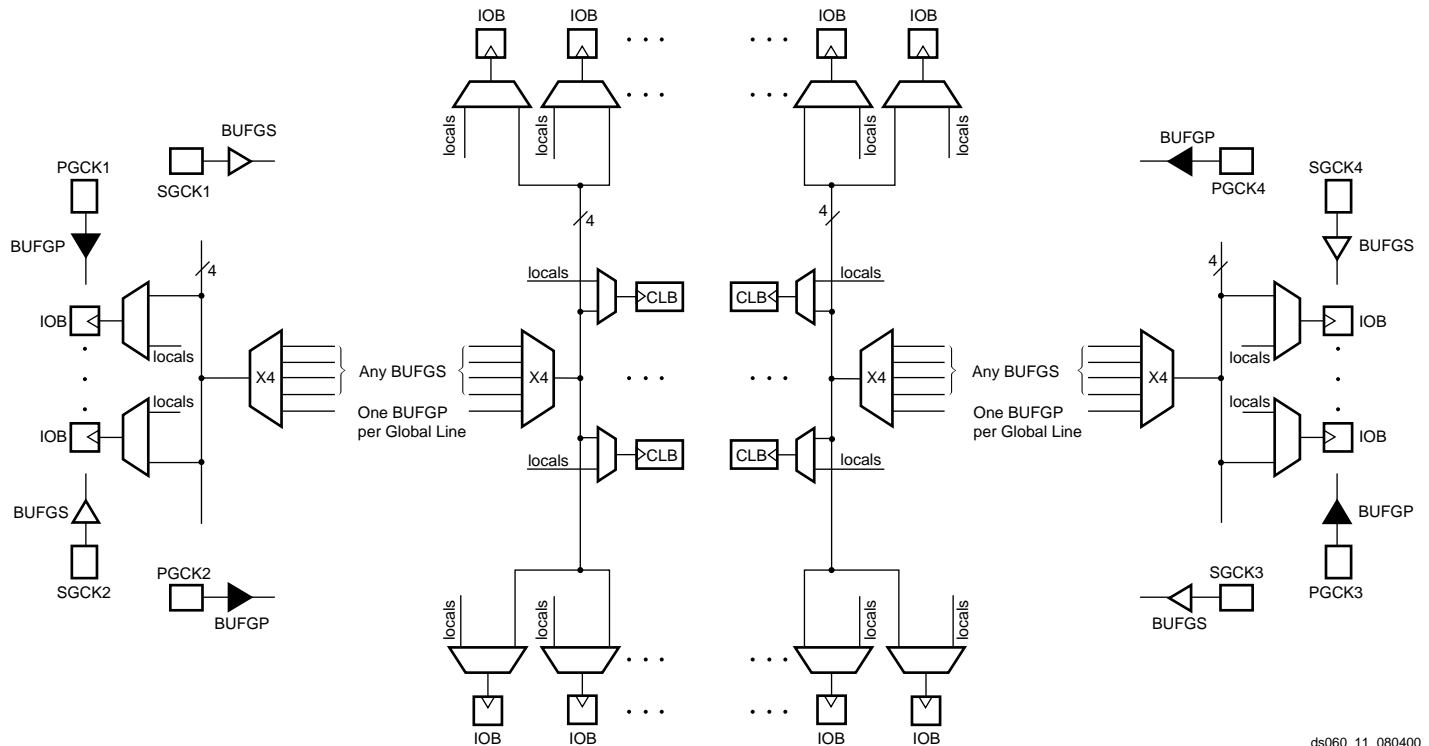 IOB
IOB
IOB
IOB
locals
locals
locals
locals
BUFGS
SGCK1
PGCK1
BUFGP
BUFGP
PGCK4
SGCK4
BUFGS
4
4
4
4
locals
CLB
CLB
locals
IOB
locals
X4
Any BUFGS
X4
X4
Any BUFGS
X4
IOB
locals
One BUFGP
per Global Line
One BUFGP
per Global Line
locals
IOB
locals
CLB
CLB
locals
locals
IOB
BUFGS
SGCK2
PGCK2
BUFGP
BUFGP
PGCK3
SGCK3
BUFGS
locals
locals
locals
locals
IOB
IOB
IOB
IOB
ds060_11_080400